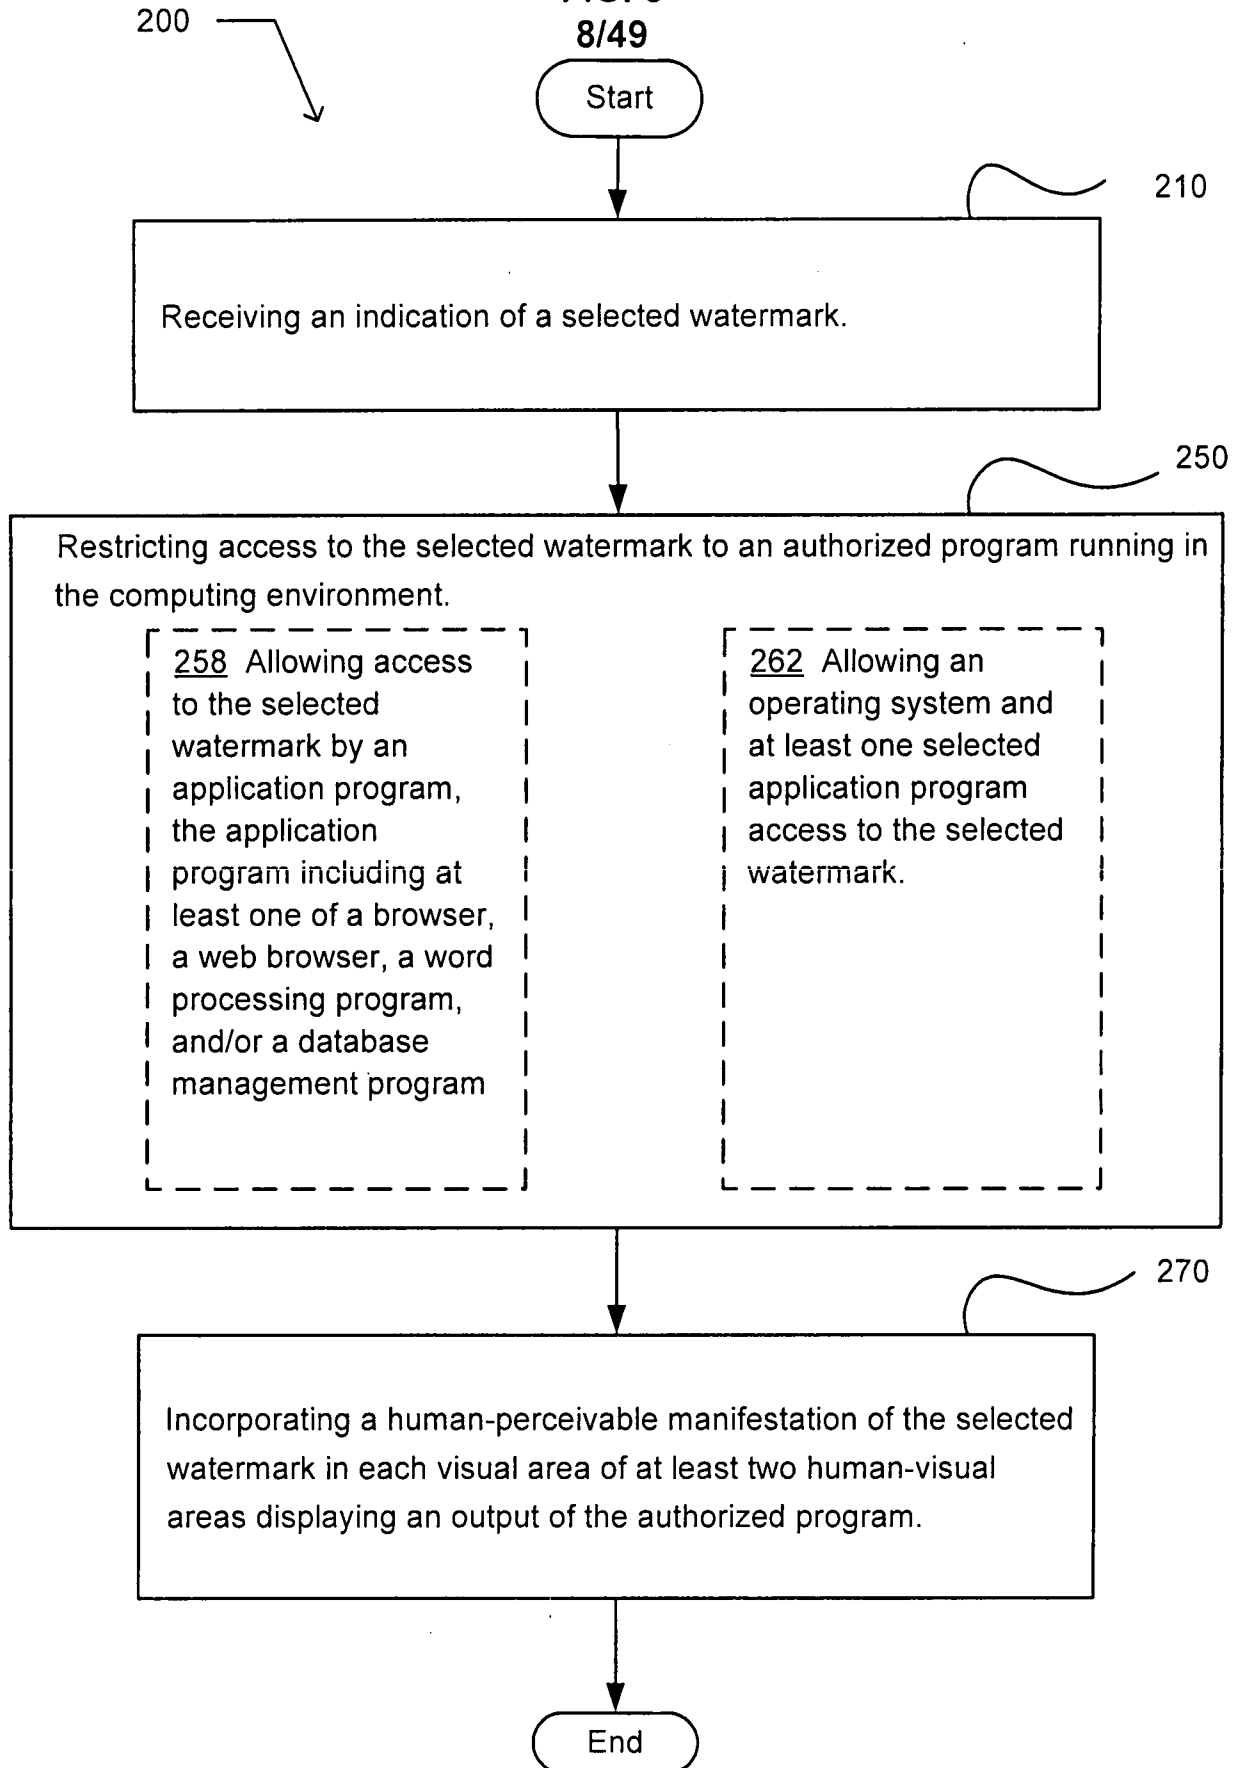 200
8/49
Start
210
Receiving an indication of a selected watermark.
250
Restricting access to the selected watermark to an authorized program running in
the computing environment.
258 Allowing access
to the selected
watermark by an
application program,
the application
program including at
least one of a browser,
a web browser, a word
processing program,
and/or a database
management program
262 Allowing an
operating system and
at least one selected
application program
access to the selected
watermark.
270
Incorporating a human-perceivable manifestation of the selected
watermark in each visual area of at least two human-visual
areas displaying an output of the authorized program.
End